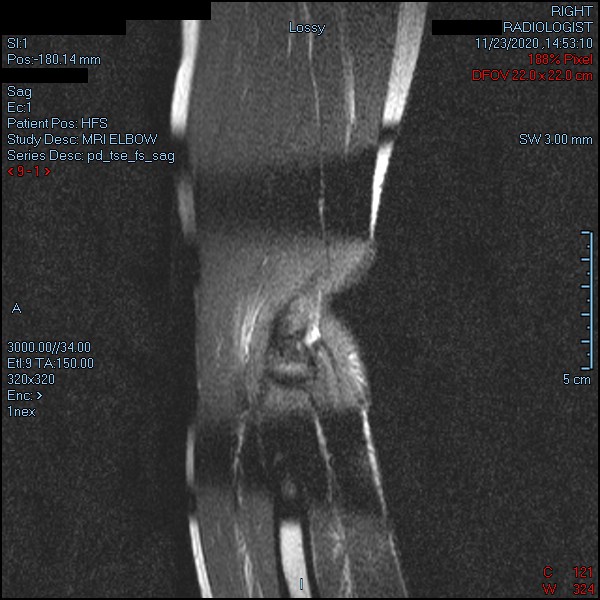 Lossy
RIGHT
RADIOLOGIST
11/23/2020 ,14:53:10
188% Pixel
DFOV 22.0 x 22.0 cm
Sl:1
Pos:-180.14 mm
Sag
Ec:1
Patient Pos: HFS
Study Desc: MRI ELBOW
Series Desc: pd_tse_fs_sag
< 9 - 1 >
SW 3:00 mm
A
3000.00//34.00
Etl:9 TA:150.00
320x320
Enc: >
1nex
5 cm
I
C 121
W 324